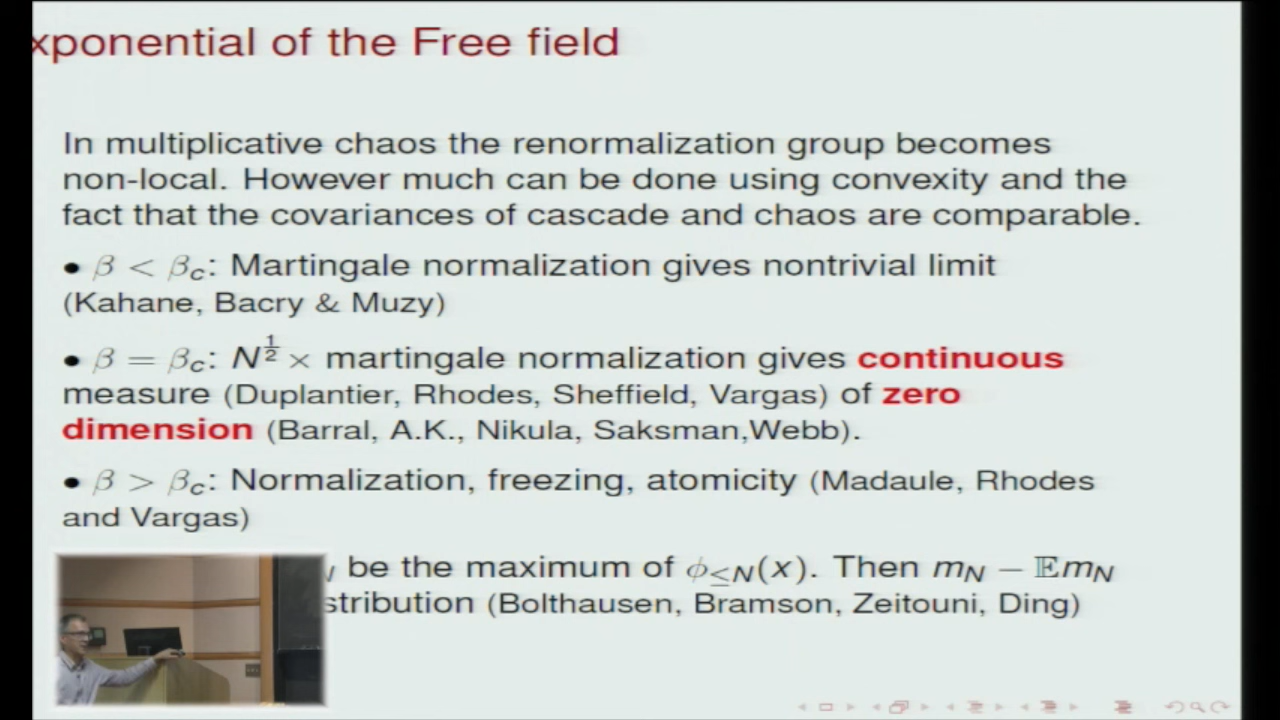 xponential of the Free field
In multiplicative chaos the renormalization group becomes
non-local. However much can be done using convexity and the
fact that the covariances of cascade and chaos are comparable.
• β < βc: Martingale normalization gives nontrivial limit
(Kahane, Bacry & Muzy)
• β = βc: N^{1/2} × martingale normalization gives continuous
measure (Duplantier, Rhodes, Sheffield, Vargas) of zero
dimension (Barral, A.K., Nikula, Saksman,Webb).
• β > βc: Normalization, freezing, atomicity (Madaule, Rhodes
and Vargas)
be the maximum of ϕ≤N(x). Then mN − 𝔼mN
stribution (Bolthausen, Bramson, Zeitouni, Ding)